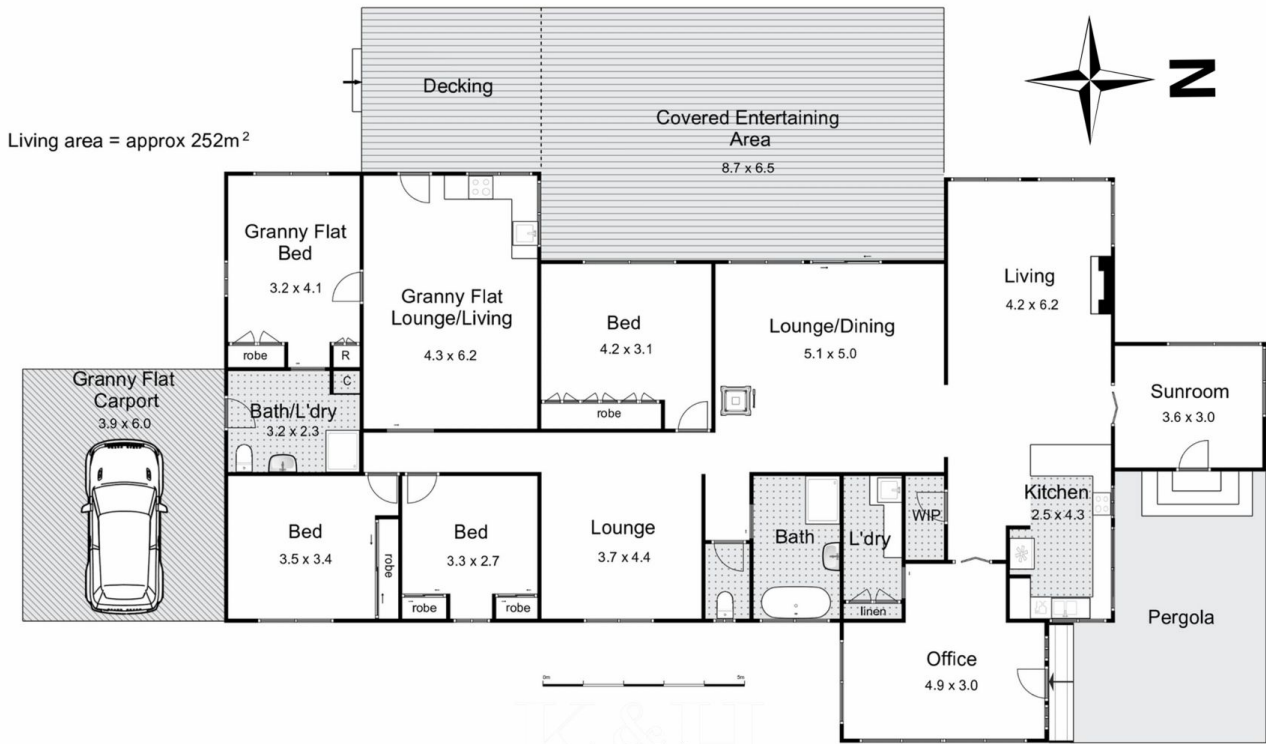 Decking
Covered Entertaining
Area
8.7 x 6.5
N
Living area = approx 252m²
Granny Flat
Bed
3.2 x 4.1
robe
R
Granny Flat
Lounge/Living
4.3 x 6.2
Bed
4.2 x 3.1
robe
Lounge/Dining
5.1 x 5.0
Living
4.2 x 6.2
Sunroom
3.6 x 3.0
Granny Flat
Carport
3.9 x 6.0
C
Bath/L'dry
3.2 x 2.3
Bed
3.5 x 3.4
robe
Bed
3.3 x 2.7
robe
robe
Lounge
3.7 x 4.4
Bath
L'dry
linen
WIP
Kitchen
2.5 x 4.3
Pergola
Office
4.9 x 3.0
0m
5m
K & H